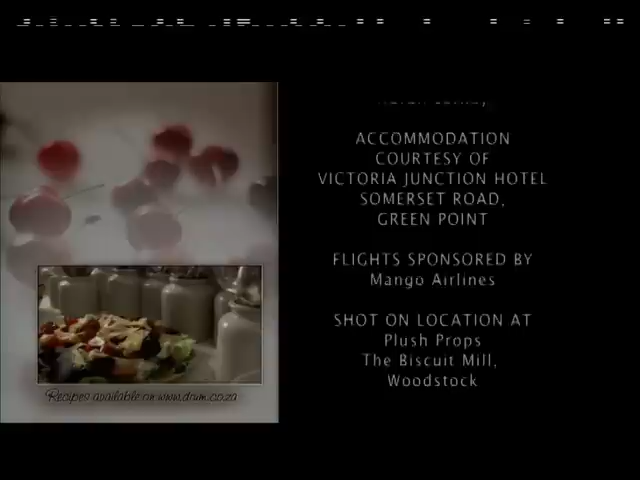 ACCOMMODATION
COURTESY OF
VICTORIA JUNCTION HOTEL
SOMERSET ROAD,
GREEN POINT
FLIGHTS SPONSORED BY
Mango Airlines
SHOT ON LOCATION AT
Plush Props
The Biscuit Mill,
Woodstock
Recipes available on www.drum.co.za